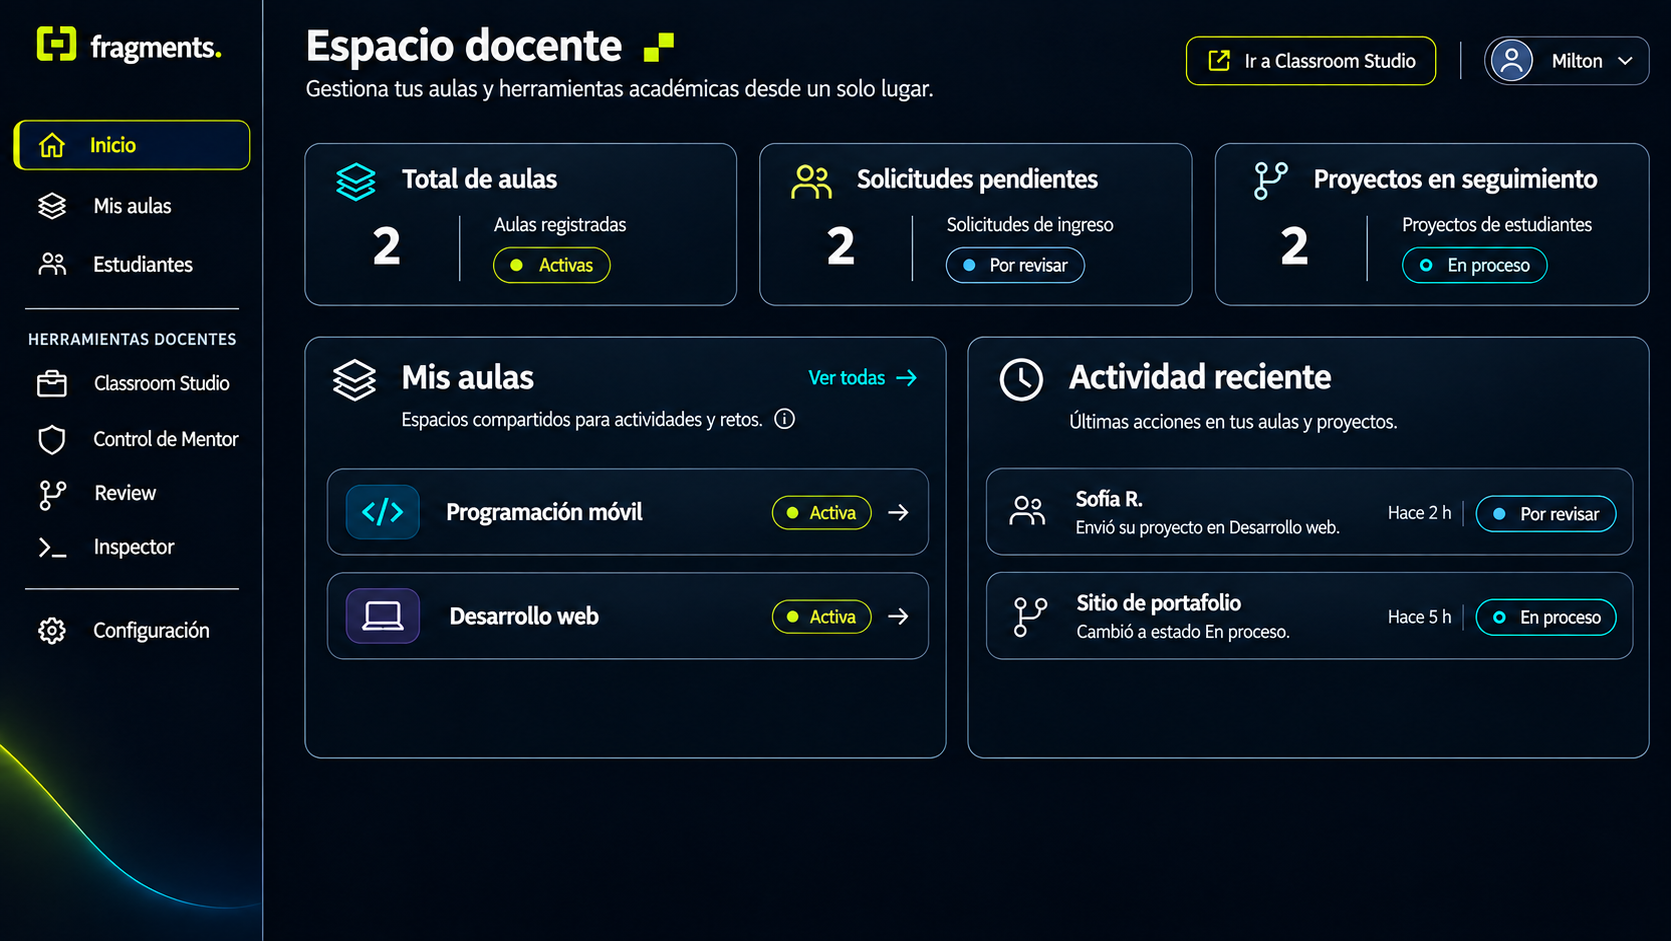 fragments.
Inicio
Mis aulas
Estudiantes
HERRAMIENTAS DOCENTES
Classroom Studio
Control de Mentor
Review
Inspector
Configuración
Espacio docente
Gestiona tus aulas y herramientas académicas desde un solo lugar.
Ir a Classroom Studio
Milton
Total de aulas
2
Aulas registradas
Activas
Solicitudes pendientes
2
Solicitudes de ingreso
Por revisar
Proyectos en seguimiento
2
Proyectos de estudiantes
En proceso
Mis aulas
Ver todas
Espacios compartidos para actividades y retos.
Programación móvil
Activa
Desarrollo web
Activa
Actividad reciente
Últimas acciones en tus aulas y proyectos.
Sofía R.
Envió su proyecto en Desarrollo web.
Hace 2 h
Por revisar
Sitio de portafolio
Cambió a estado En proceso.
Hace 5 h
En proceso